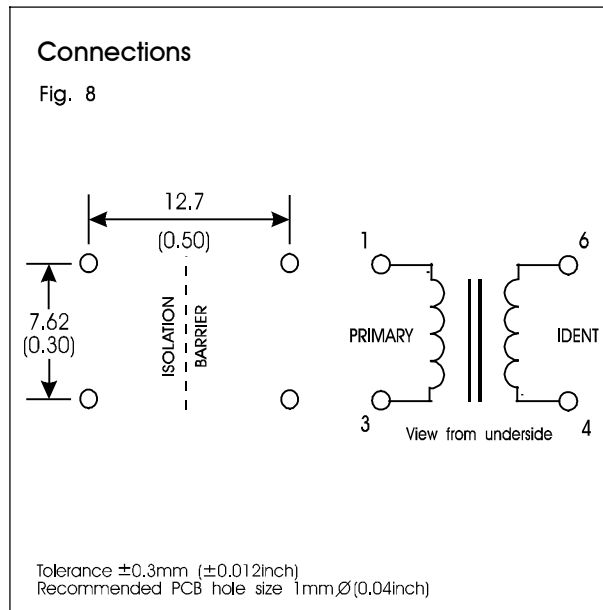 Connections
Fig. 8
12.7
(0.50)
7.62
(0.30)
ISOLATION
BARRIER
1
6
PRIMARY
IDENT
3
4
View from underside
Tolerance ±0.3mm (±0.012inch)
Recommended PCB hole size 1mm Ø (0.04inch)